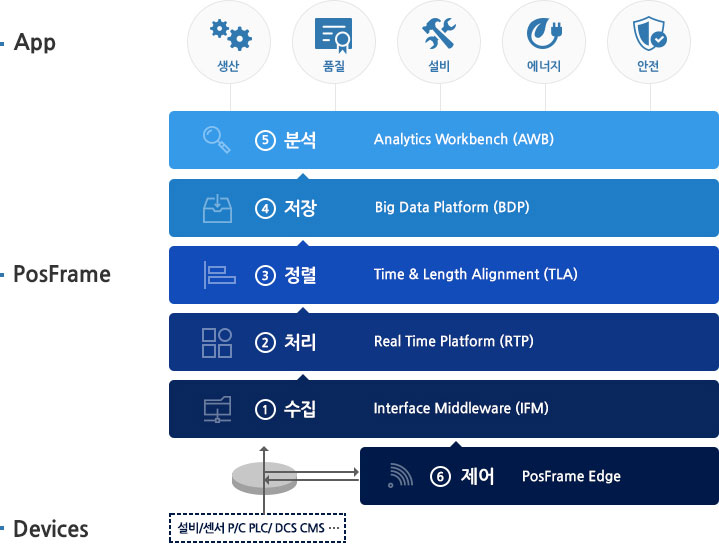 App
생산
품질
설비
에너지
안전
⑤ 분석 Analytics Workbench (AWB)
④ 저장 Big Data Platform (BDP)
PosFrame
③ 정렬 Time & Length Alignment (TLA)
② 처리 Real Time Platform (RTP)
① 수집 Interface Middleware (IFM)
⑥ 제어 PosFrame Edge
Devices
설비/센서 P/C PLC/ DCS CMS ···